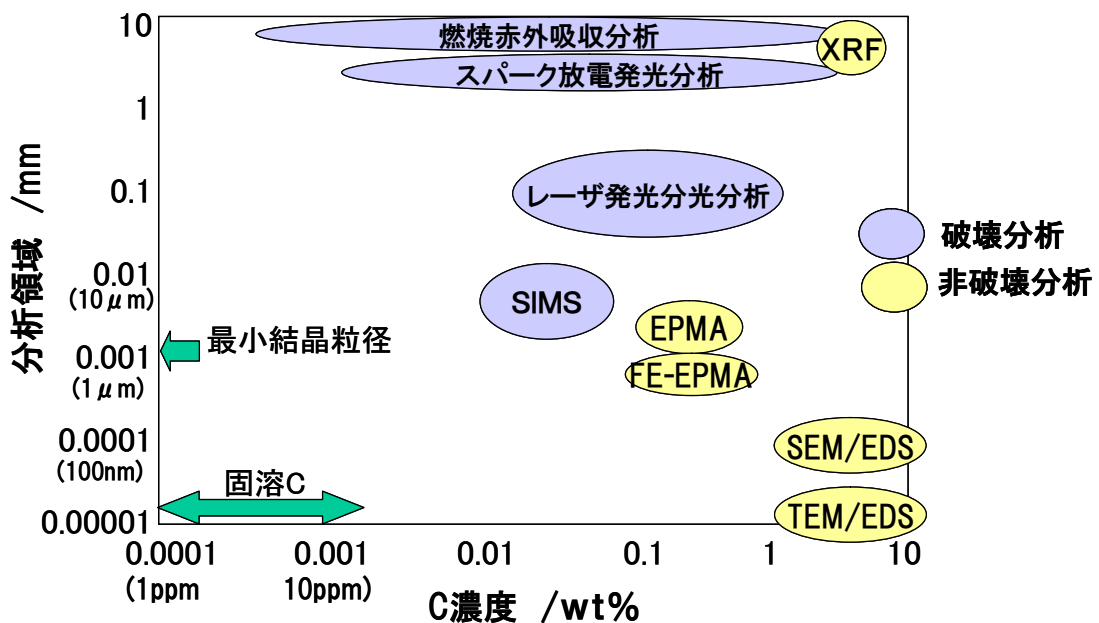 10
燃焼赤外吸収分析
XRF
スパーク放電発光分析
1
分析領域 /mm
0.1
レーザ発光分光分析
破壊分析
0.01
(10μm)
SIMS
非破壊分析
EPMA
最小結晶粒径
0.001
(1μm)
FE-EPMA
0.0001
(100nm)
SEM/EDS
固溶C
0.00001
TEM/EDS
0.0001 0.001 0.01 0.1 1 10
(1ppm 10ppm)
C濃度 /wt%